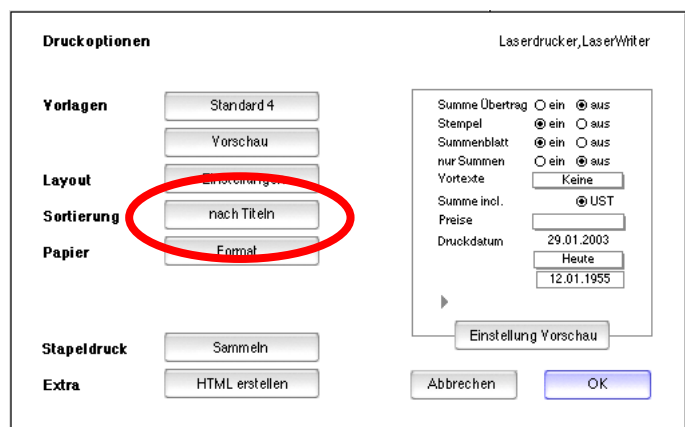 Druckoptionen
Laserdrucker,LaserWriter
Vorlagen
Standard 4
Vorschau
Layout
Einstellungen
Sortierung
nach Titeln
Papier
Format
Stapeldruck
Sammeln
Extra
HTML erstellen
Summe Übertrag ein aus
Stempel ein aus
Summenblatt ein aus
nur Summen ein aus
Vortexte Keine
Summe incl. UST
Preise
Druckdatum 29.01.2003
Heute
12.01.1955
Einstellung Vorschau
Abbrechen
OK